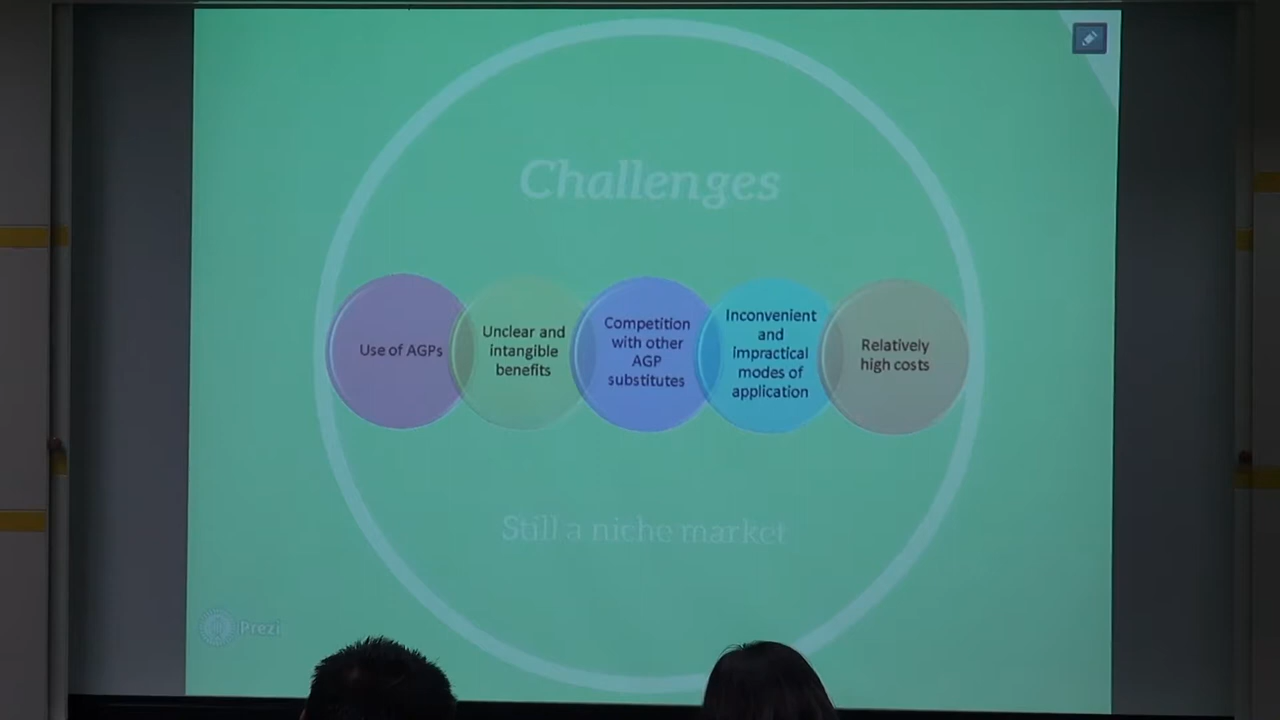 Challenges
Use of AGPs
Unclear and
intangible
benefits
Competition
with other
AGP
substitutes
Inconvenient
and
impractical
modes of
application
Relatively
high costs
Still a niche market
Prezi